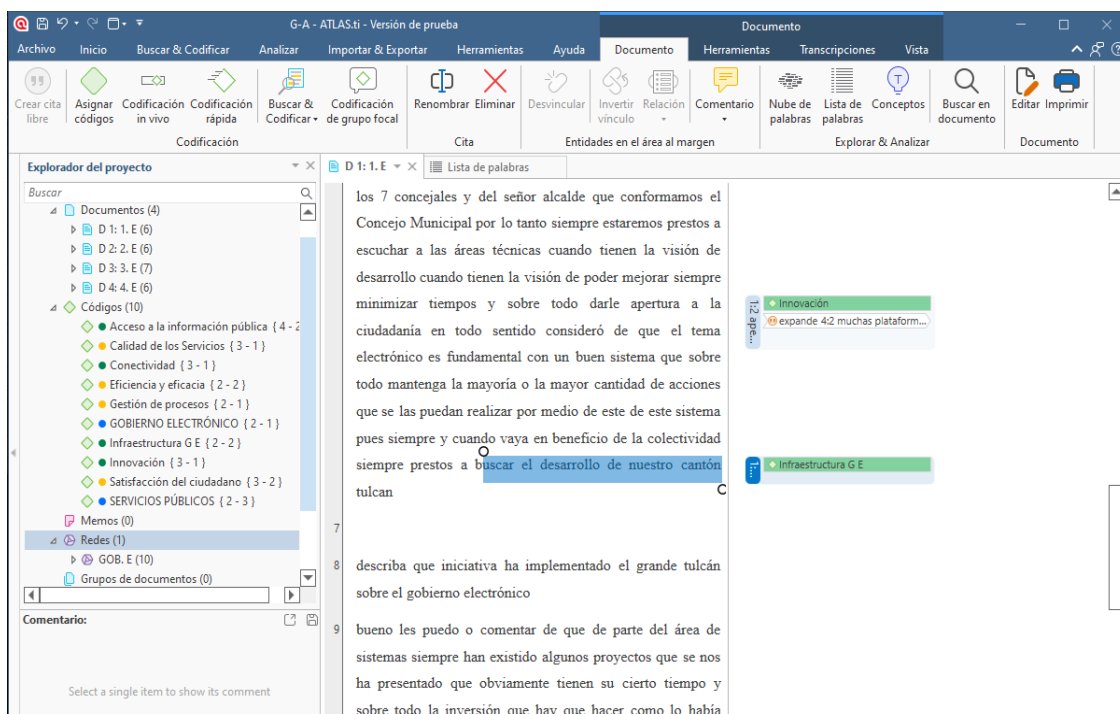 G-A - ATLAS.ti - Versión de prueba
Documento
Archivo Inicio Buscar & Codificar Analizar Importar & Exportar Herramientas Ayuda Documento Herramientas Transcripciones Vista
Crear cita libre
Asignar códigos
Codificación in vivo
Codificación rápida
Buscar & Codificar
Codificación de grupo focal
Renombrar
Eliminar
Desvincular
Invertir vínculo
Relación
Comentario
Nube de palabras
Lista de palabras
Conceptos
Buscar en documento
Editar
Imprimir
Codificación
Cita
Entidades en el área al margen
Explorar & Analizar
Documento
Explorador del proyecto
Buscar
Documentos (4)
D 1: 1. E (6)
D 2: 2. E (6)
D 3: 3. E (7)
D 4: 4. E (6)
Códigos (10)
Acceso a la información pública { 4 - 2
Calidad de los Servicios { 3 - 1 }
Conectividad { 3 - 1 }
Eficiencia y eficacia { 2 - 2 }
Gestión de procesos { 2 - 1 }
GOBIERNO ELECTRÓNICO { 2 - 1 }
Infraestructura G E { 2 - 2 }
Innovación { 3 - 1 }
Satisfacción del ciudadano { 3 - 2 }
SERVICIOS PÚBLICOS { 2 - 3 }
Memos (0)
Redes (1)
GOB. E (10)
Grupos de documentos (0)
Comentario:
Select a single item to show its comment
D 1: 1. E
Lista de palabras
los 7 concejales y del señor alcalde que conformamos el
Concejo Municipal por lo tanto siempre estaremos prestos a
escuchar a las áreas técnicas cuando tienen la visión de
desarrollo cuando tienen la visión de poder mejorar siempre
minimizar tiempos y sobre todo darle apertura a la
ciudadanía en todo sentido consideró de que el tema
electrónico es fundamental con un buen sistema que sobre
todo mantenga la mayoría o la mayor cantidad de acciones
que se las puedan realizar por medio de este de este sistema
pues siempre y cuando vaya en beneficio de la colectividad
siempre prestos a buscar el desarrollo de nuestro cantón
tulcan
7
8 describa que iniciativa ha implementado el grande tulcán
sobre el gobierno electrónico
9 bueno les puedo o comentar de que de parte del área de
sistemas siempre han existido algunos proyectos que se nos
ha presentado que obviamente tienen su cierto tiempo y
sobre todo la inversión que hay que hacer como lo había
1:2 ape...
Innovación
expande 4:2 muchas plataform...
1:...
Infraestructura G E